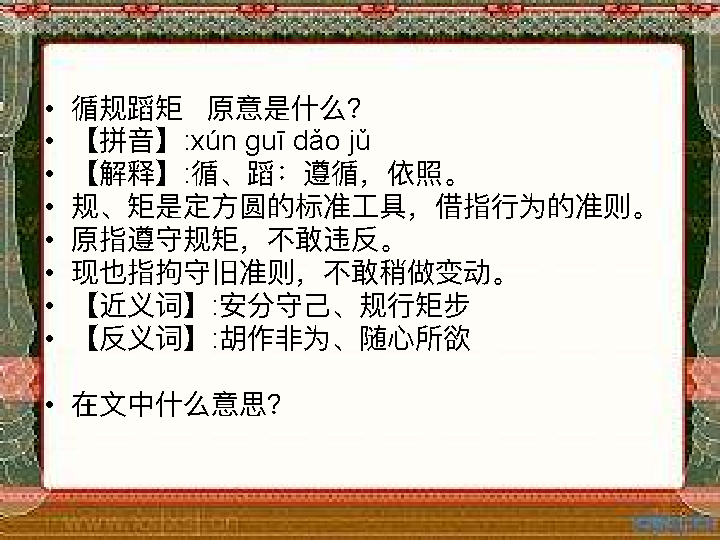 • 循规蹈矩 原意是什么？
• 【拼音】:xún guī dǎo jǔ
• 【解释】:循、蹈：遵循，依照。
• 规、矩是定方圆的标准工具，借指行为的准则。
• 原指遵守规矩，不敢违反。
• 现也指拘守旧准则，不敢稍做变动。
• 【近义词】:安分守己、规行矩步
• 【反义词】:胡作非为、随心所欲
• 在文中什么意思？